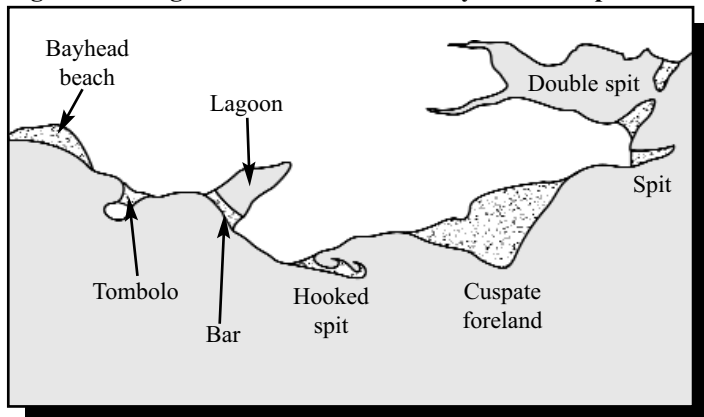 Bayhead
beach
Lagoon
Double spit
Spit
Tombolo
Bar
Hooked
spit
Cuspate
foreland